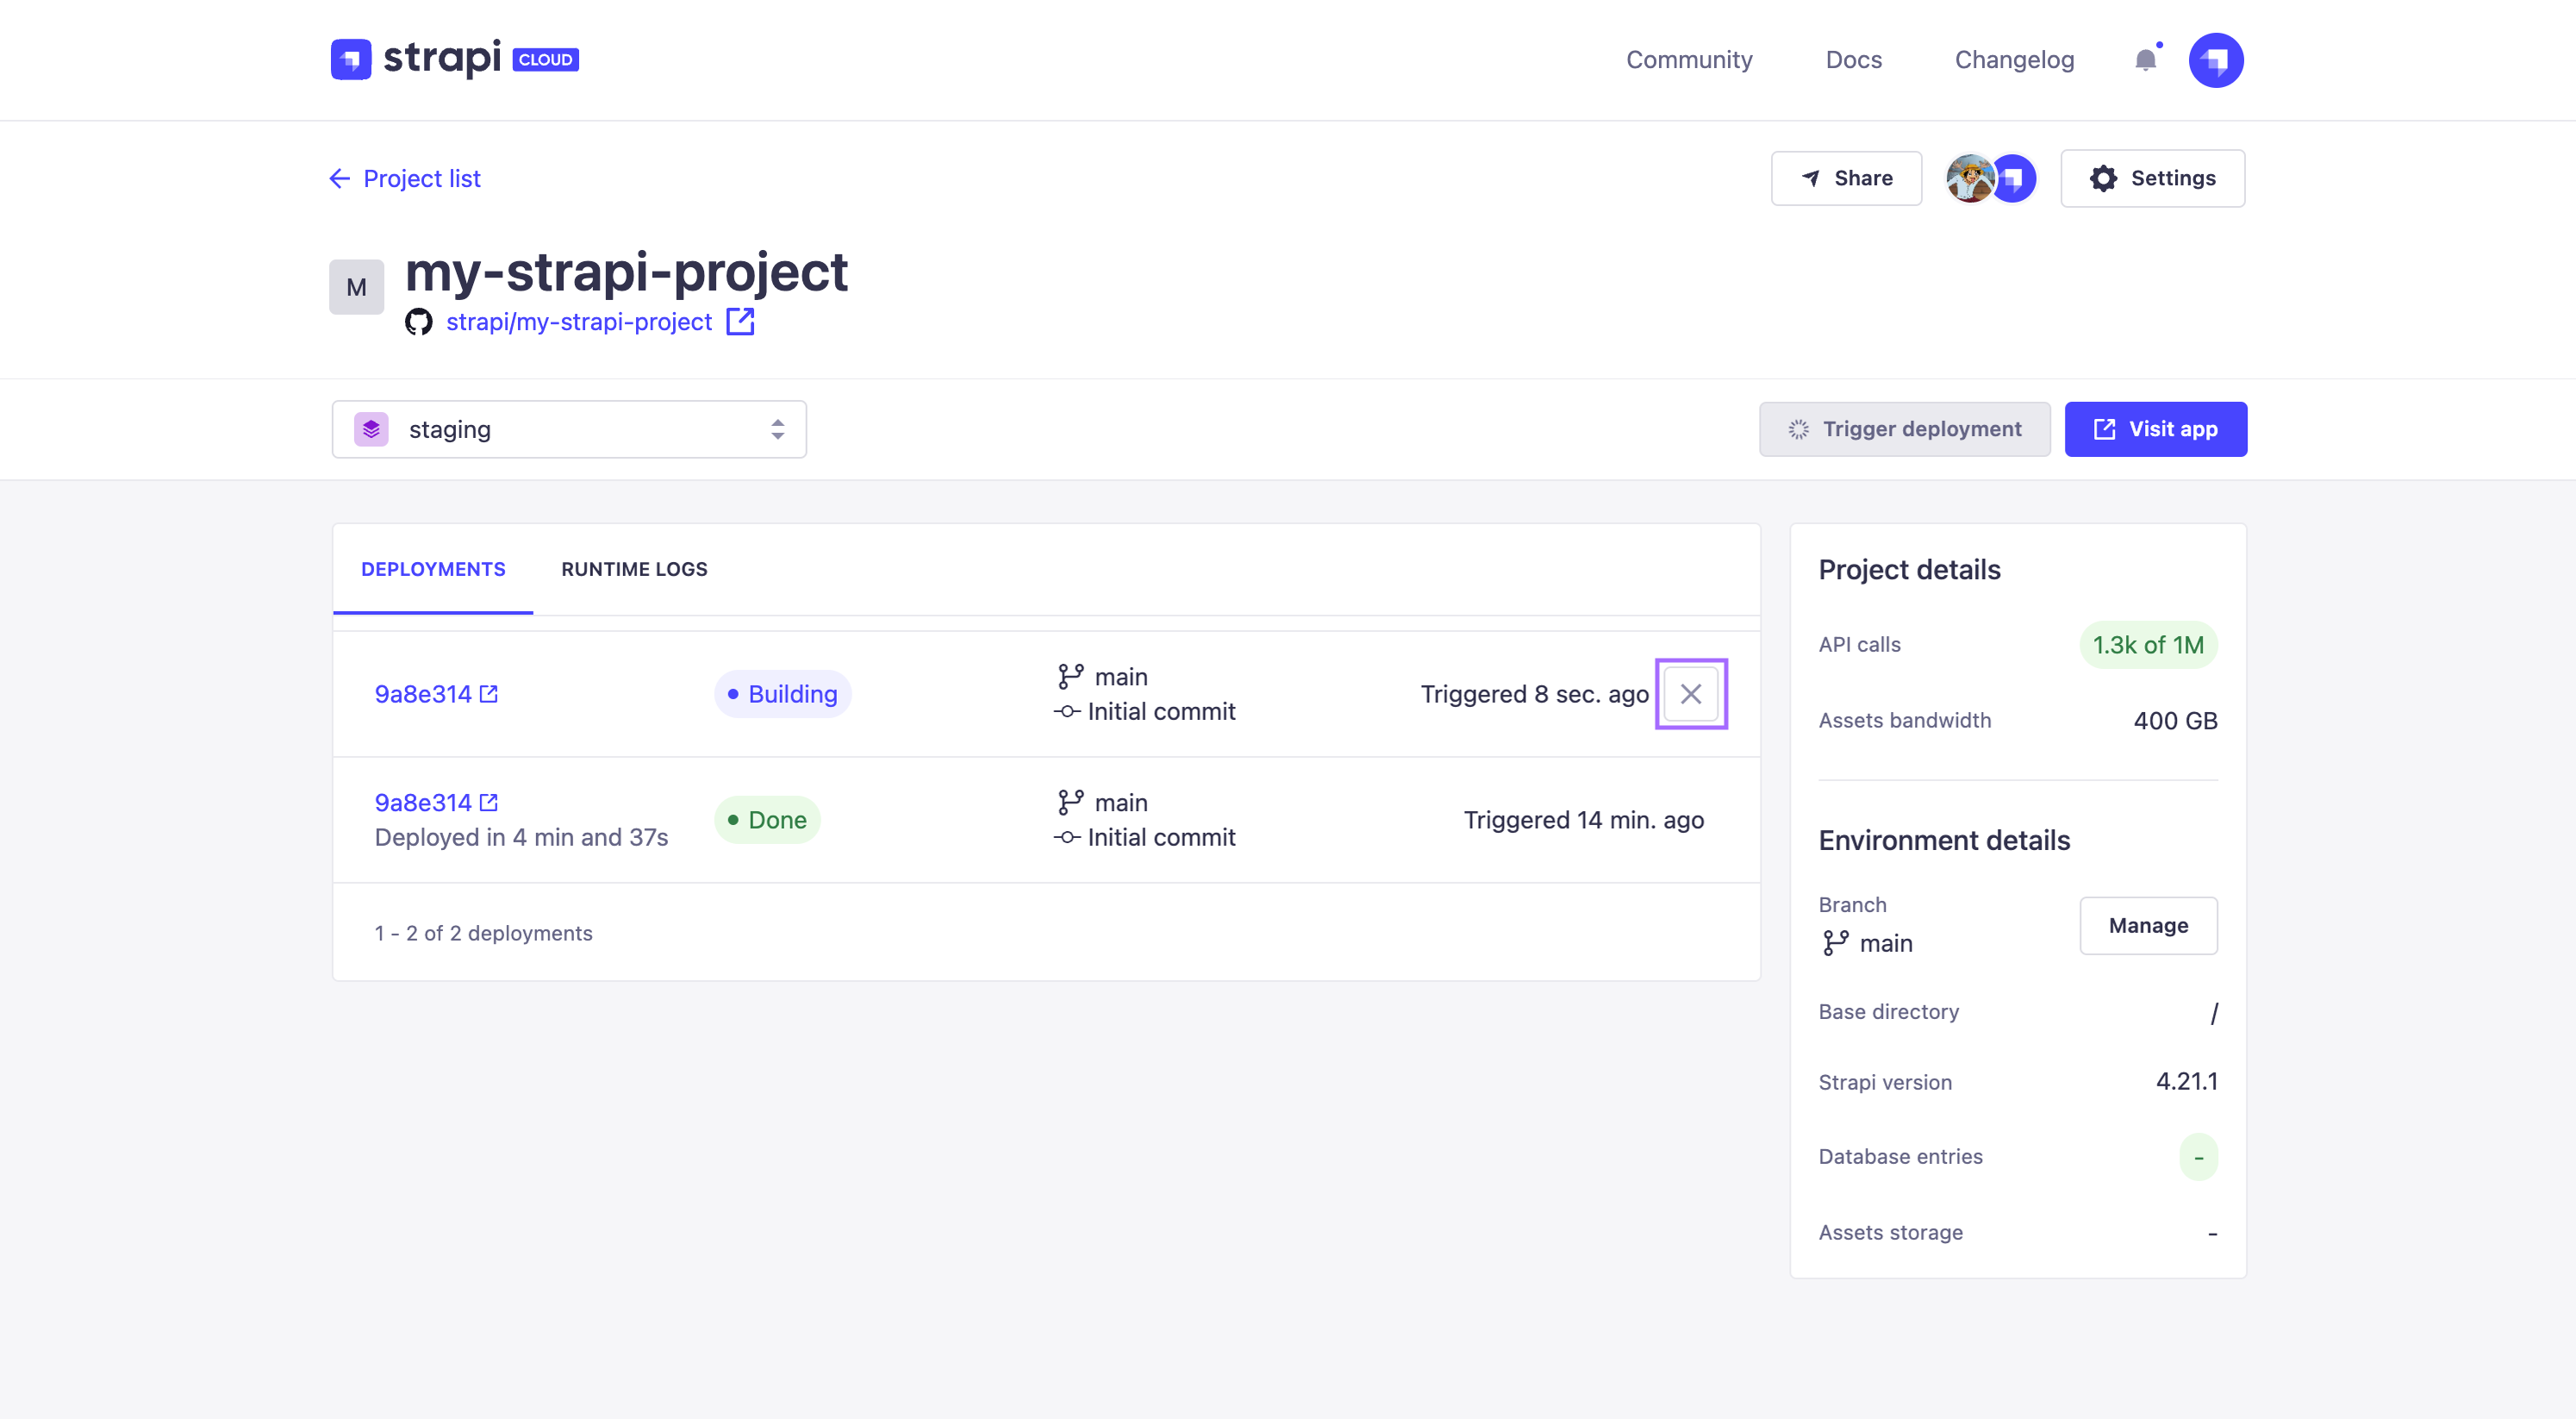 strapi CLOUD
Community
Docs
Changelog
Project list
Share
Settings
M
my-strapi-project
strapi/my-strapi-project
staging
Trigger deployment
Visit app
DEPLOYMENTS
RUNTIME LOGS
9a8e314
Building
main
Initial commit
Triggered 8 sec. ago
9a8e314
Deployed in 4 min and 37s
Done
main
Initial commit
Triggered 14 min. ago
1 - 2 of 2 deployments
Project details
API calls
1.3k of 1M
Assets bandwidth
400 GB
Environment details
Branch
main
Manage
Base directory
/
Strapi version
4.21.1
Database entries
-
Assets storage
-